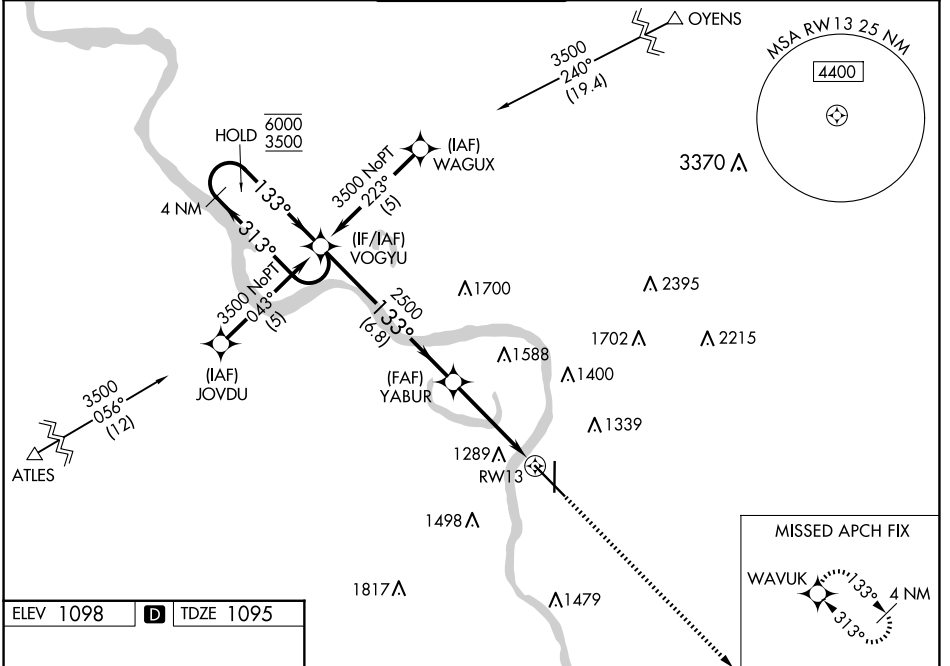 OYENS
3500
240°
(19.4)
MSA RW13 25 NM
4400
HOLD
6000
3500
(IAF)
WAGUX
3370
3500 NoPT
223°
(5)
133°
4 NM
313°
(IF/IAF)
VOGYU
3500 NoPT
043°
(5)
2500
133°
(6.8)
1700
2395
1702
2215
1588
1400
(IAF)
JOVDU
(FAF)
YABUR
3500
056°
(12)
1339
ATLES
1289
RW13
1498
MISSED APCH FIX
WAVUK
133°
4 NM
313°
1817
1479
ELEV 1098 D TDZE 1095